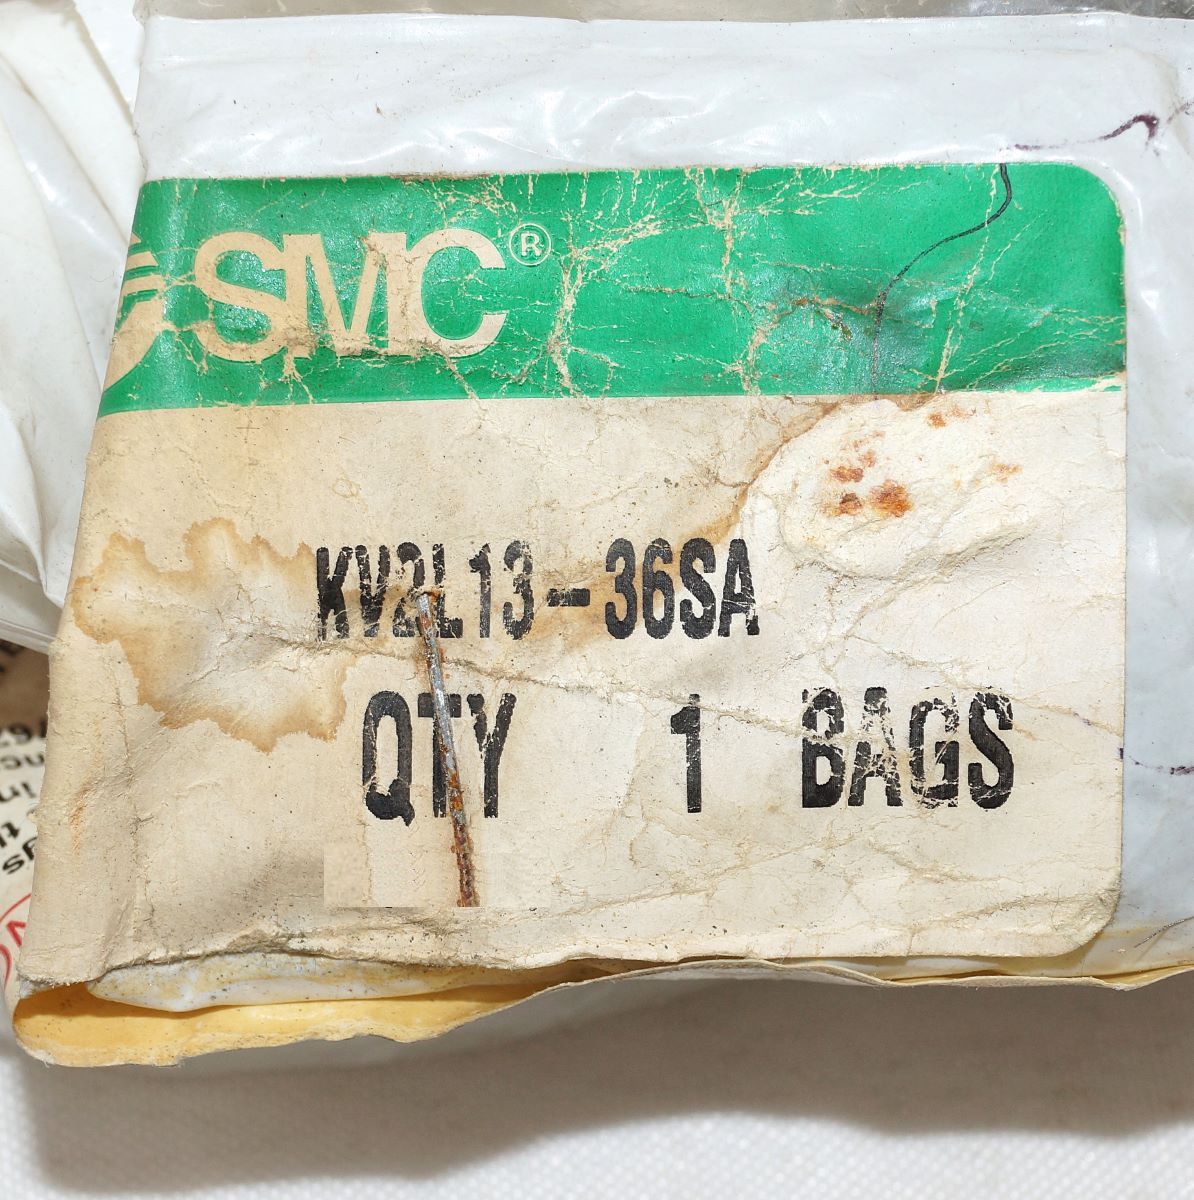 SMC®
KV2L13-36SA
QTY 1 BAGS